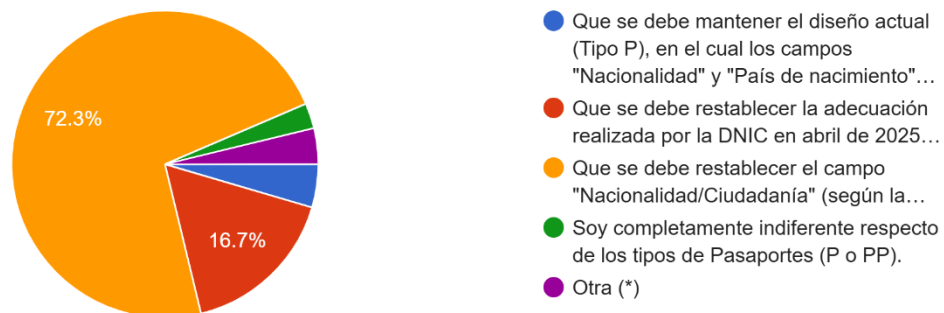 72.3%
16.7%
Que se debe mantener el diseño actual
(Tipo P), en el cual los campos
"Nacionalidad" y "País de nacimiento"…
Que se debe restablecer la adecuación
realizada por la DNIC en abril de 2025…
Que se debe restablecer el campo
"Nacionalidad/Ciudadanía" (según la…
Soy completamente indiferente respecto
de los tipos de Pasaportes (P o PP).
Otra (*)